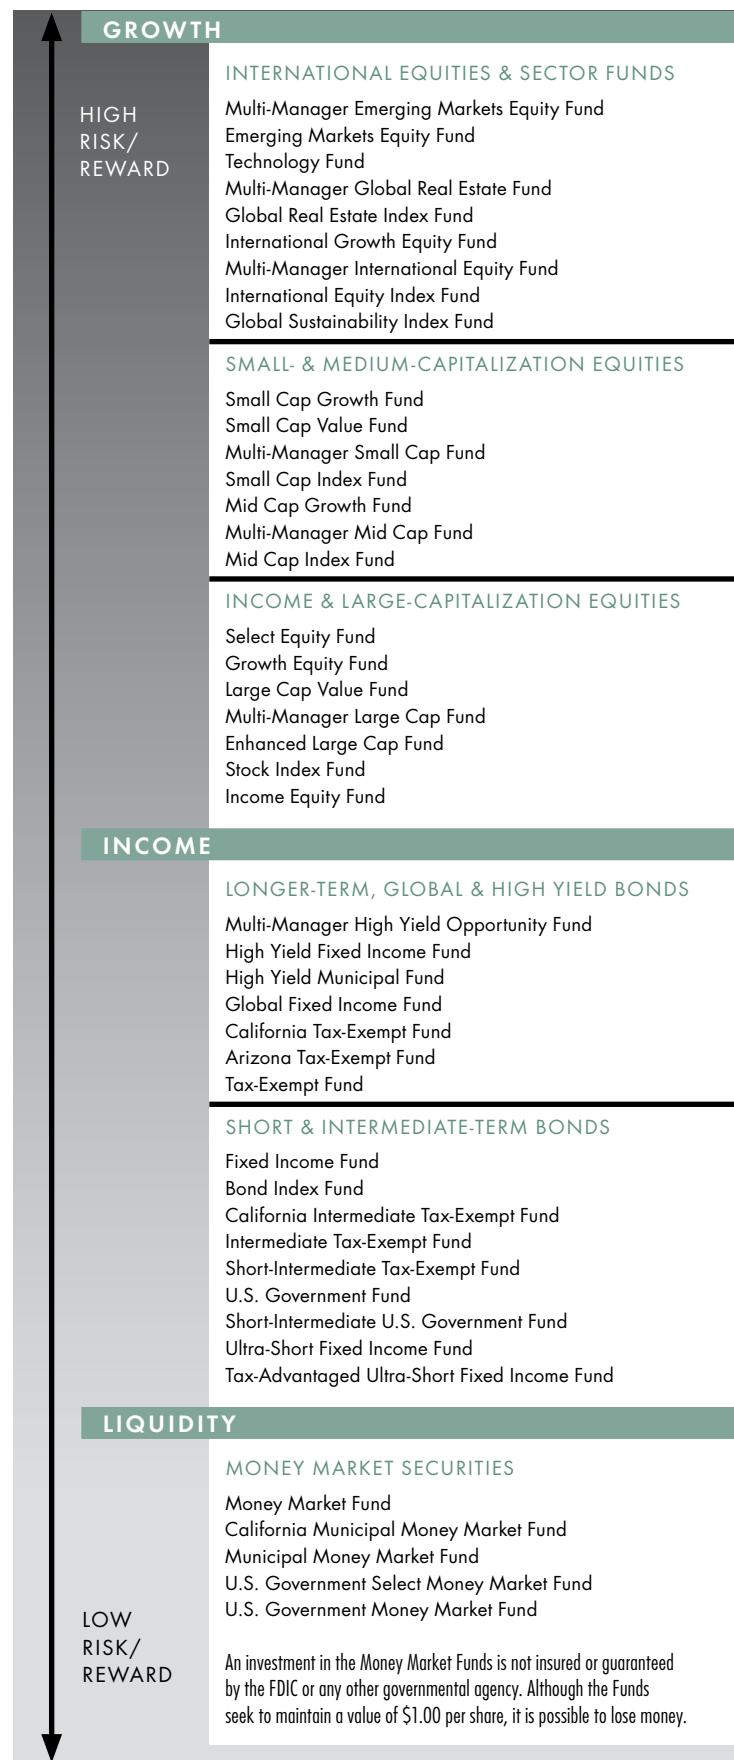 GROWTH
HIGH
RISK/
REWARD
INTERNATIONAL EQUITIES & SECTOR FUNDS
Multi-Manager Emerging Markets Equity Fund
Emerging Markets Equity Fund
Technology Fund
Multi-Manager Global Real Estate Fund
Global Real Estate Index Fund
International Growth Equity Fund
Multi-Manager International Equity Fund
International Equity Index Fund
Global Sustainability Index Fund
SMALL- & MEDIUM-CAPITALIZATION EQUITIES
Small Cap Growth Fund
Small Cap Value Fund
Multi-Manager Small Cap Fund
Small Cap Index Fund
Mid Cap Growth Fund
Multi-Manager Mid Cap Fund
Mid Cap Index Fund
INCOME & LARGE-CAPITALIZATION EQUITIES
Select Equity Fund
Growth Equity Fund
Large Cap Value Fund
Multi-Manager Large Cap Fund
Enhanced Large Cap Fund
Stock Index Fund
Income Equity Fund
INCOME
LONGER-TERM, GLOBAL & HIGH YIELD BONDS
Multi-Manager High Yield Opportunity Fund
High Yield Fixed Income Fund
High Yield Municipal Fund
Global Fixed Income Fund
California Tax-Exempt Fund
Arizona Tax-Exempt Fund
Tax-Exempt Fund
SHORT & INTERMEDIATE-TERM BONDS
Fixed Income Fund
Bond Index Fund
California Intermediate Tax-Exempt Fund
Intermediate Tax-Exempt Fund
Short-Intermediate Tax-Exempt Fund
U.S. Government Fund
Short-Intermediate U.S. Government Fund
Ultra-Short Fixed Income Fund
Tax-Advantaged Ultra-Short Fixed Income Fund
LIQUIDITY
MONEY MARKET SECURITIES
Money Market Fund
California Municipal Money Market Fund
Municipal Money Market Fund
U.S. Government Select Money Market Fund
U.S. Government Money Market Fund
LOW
RISK/
REWARD
An investment in the Money Market Funds is not insured or guaranteed
by the FDIC or any other governmental agency. Although the Funds
seek to maintain a value of $1.00 per share, it is possible to lose money.